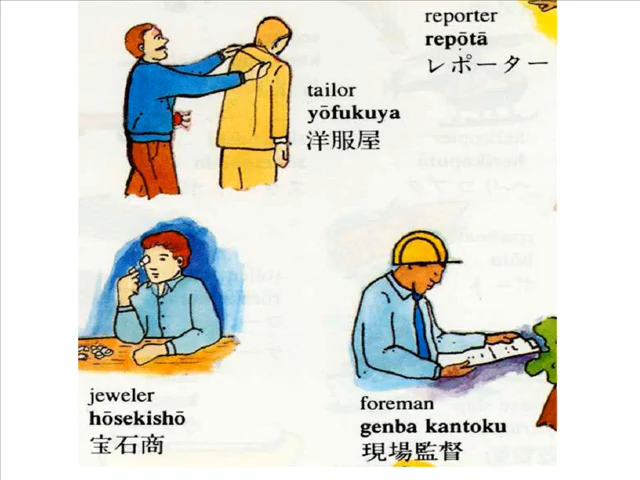 reporter
repōtā
レポーター
tailor
yōfukuya
洋服屋
jeweler
hōsekishō
宝石商
foreman
genba kantoku
現場監督